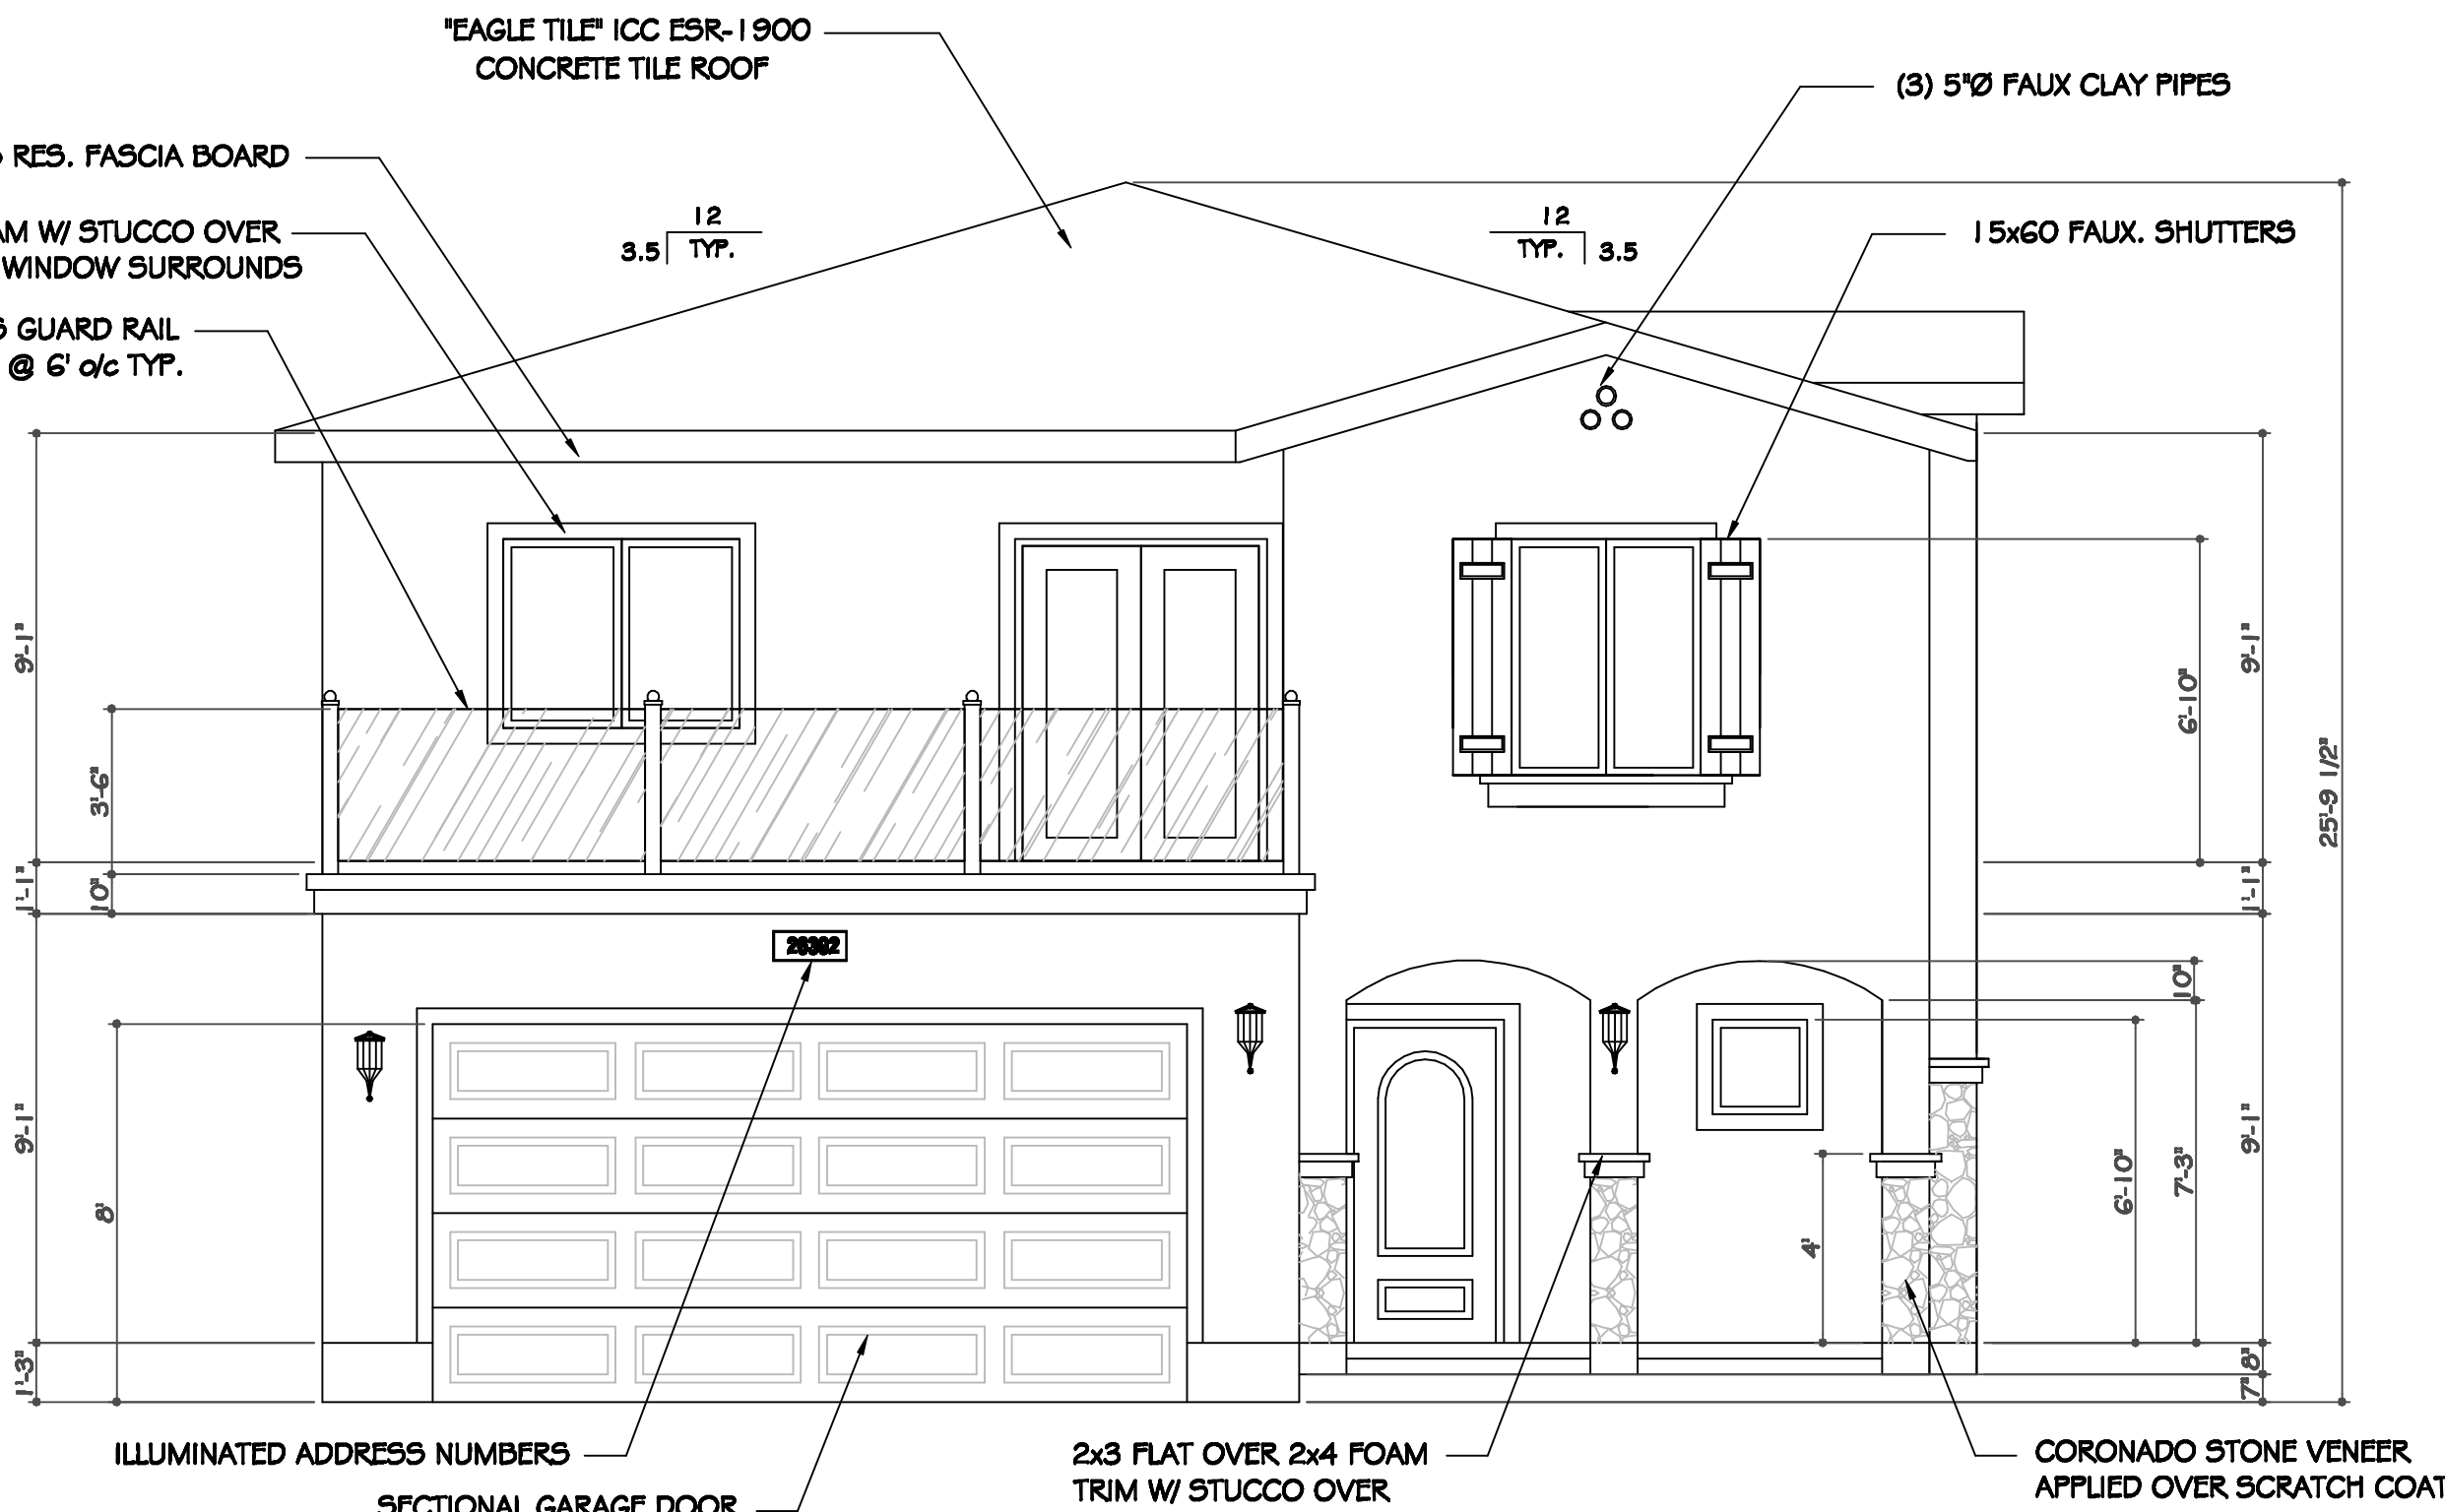 "EAGLE TILE" ICC ESR-1900
CONCRETE TILE ROOF
(3) 5"Ø FAUX CLAY PIPES
RES. FASCIA BOARD
W/ STUCCO OVER
WINDOW SURROUNDS
GUARD RAIL
@ 6' o/c TYP.
12
3.5 TYP.
12
TYP. 3.5
15x60 FAUX. SHUTTERS
9'-1"
3'-6"
1'-1"
10"
9'-1"
8'
1'-3"
6'-10"
9'-1"
25'-9 1/2"
1'-1"
10"
4'
6'-10"
7'-3"
9'-1"
8"
7"
ILLUMINATED ADDRESS NUMBERS
SECTIONAL GARAGE DOOR
2x3 FLAT OVER 2x4 FOAM
TRIM W/ STUCCO OVER
CORONADO STONE VENEER
APPLIED OVER SCRATCH COAT